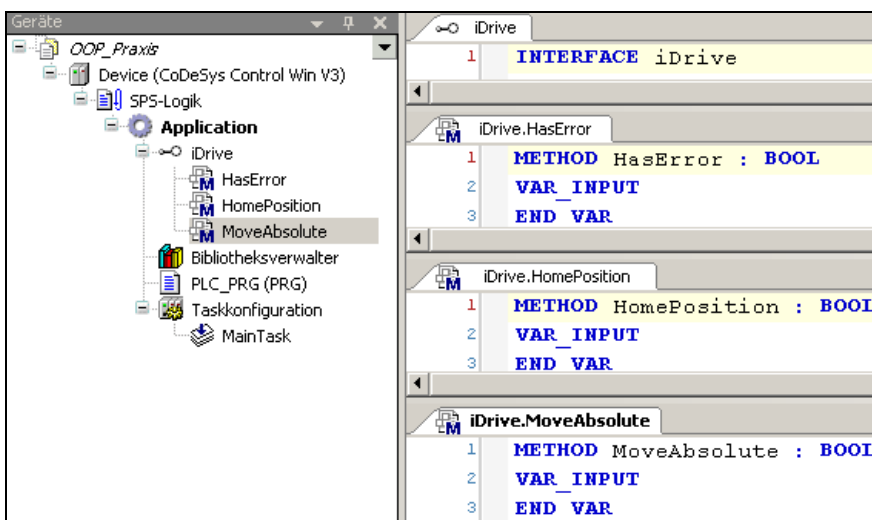 Geräte
OOP_Praxis
Device (CoDeSys Control Win V3)
SPS-Logik
Application
iDrive
HasError
HomePosition
MoveAbsolute
Bibliotheksverwalter
PLC_PRG (PRG)
Taskkonfiguration
MainTask
iDrive
1 INTERFACE iDrive
iDrive.HasError
1 METHOD HasError : BOOL
2 VAR_INPUT
3 END_VAR
iDrive.HomePosition
1 METHOD HomePosition : BOOL
2 VAR_INPUT
3 END_VAR
iDrive.MoveAbsolute
1 METHOD MoveAbsolute : BOOL
2 VAR_INPUT
3 END_VAR